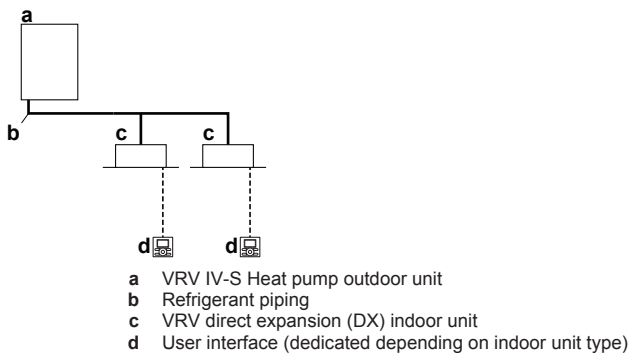 a
b
c c
d d
a VRV IV-S Heat pump outdoor unit
b Refrigerant piping
c VRV direct expansion (DX) indoor unit
d User interface (dedicated depending on indoor unit type)